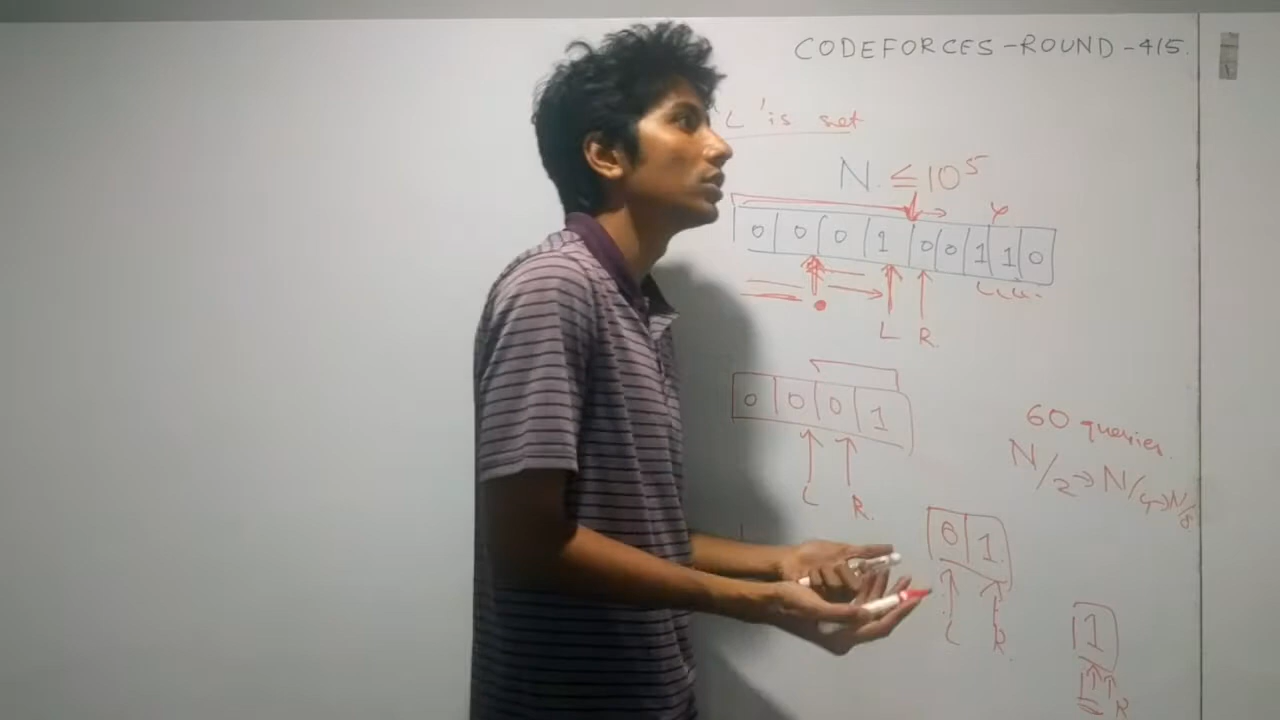 CODEFORCES-ROUND-415.
'L' is set
N ≤ 10^5
0 0 0 1 0 0 1 1 0
L R
0 0 0 1
L R
60 queries
N/2 → N/4 → N/8
0 1
L R
1
L R